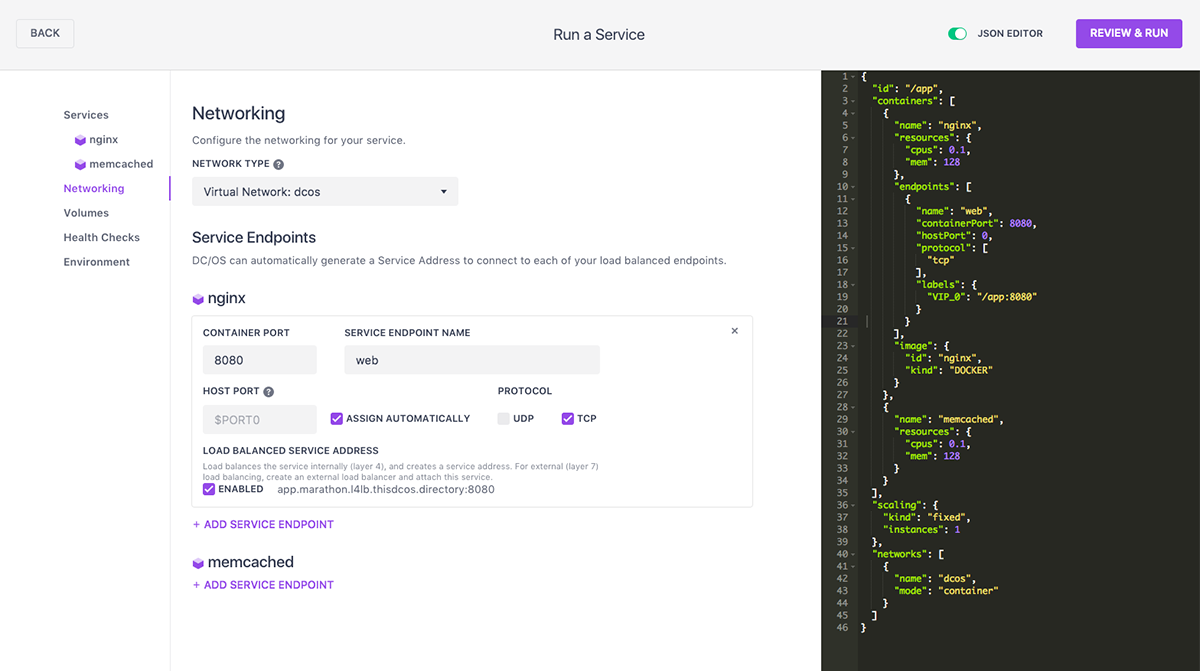 BACK
Run a Service
JSON EDITOR
REVIEW & RUN
Services
nginx
memcached
Networking
Volumes
Health Checks
Environment
Networking
Configure the networking for your service.
NETWORK TYPE ?
Virtual Network: dcos
Service Endpoints
DC/OS can automatically generate a Service Address to connect to each of your load balanced endpoints.
nginx
CONTAINER PORT
SERVICE ENDPOINT NAME
×
8080
web
HOST PORT ?
PROTOCOL
$PORT0
ASSIGN AUTOMATICALLY
UDP
TCP
LOAD BALANCED SERVICE ADDRESS
Load balances the service internally (layer 4), and creates a service address. For external (layer 7)
load balancing, create an external load balancer and attach this service.
ENABLED
app.marathon.l4lb.thisdcos.directory:8080
+ ADD SERVICE ENDPOINT
memcached
+ ADD SERVICE ENDPOINT
1 {
2 "id": "/app",
3 "containers": [
4 {
5 "name": "nginx",
6 "resources": {
7 "cpus": 0.1,
8 "mem": 128
9 },
10 "endpoints": [
11 {
12 "name": "web",
13 "containerPort": 8080,
14 "hostPort": 0,
15 "protocol": [
16 "tcp"
17 ],
18 "labels": {
19 "VIP_0": "/app:8080"
20 }
21 }
22 ],
23 "image": {
24 "id": "nginx",
25 "kind": "DOCKER"
26 }
27 },
28 {
29 "name": "memcached",
30 "resources": {
31 "cpus": 0.1,
32 "mem": 128
33 }
34 }
35 ],
36 "scaling": {
37 "kind": "fixed",
38 "instances": 1
39 },
40 "networks": [
41 {
42 "name": "dcos",
43 "mode": "container"
44 }
45 ]
46 }